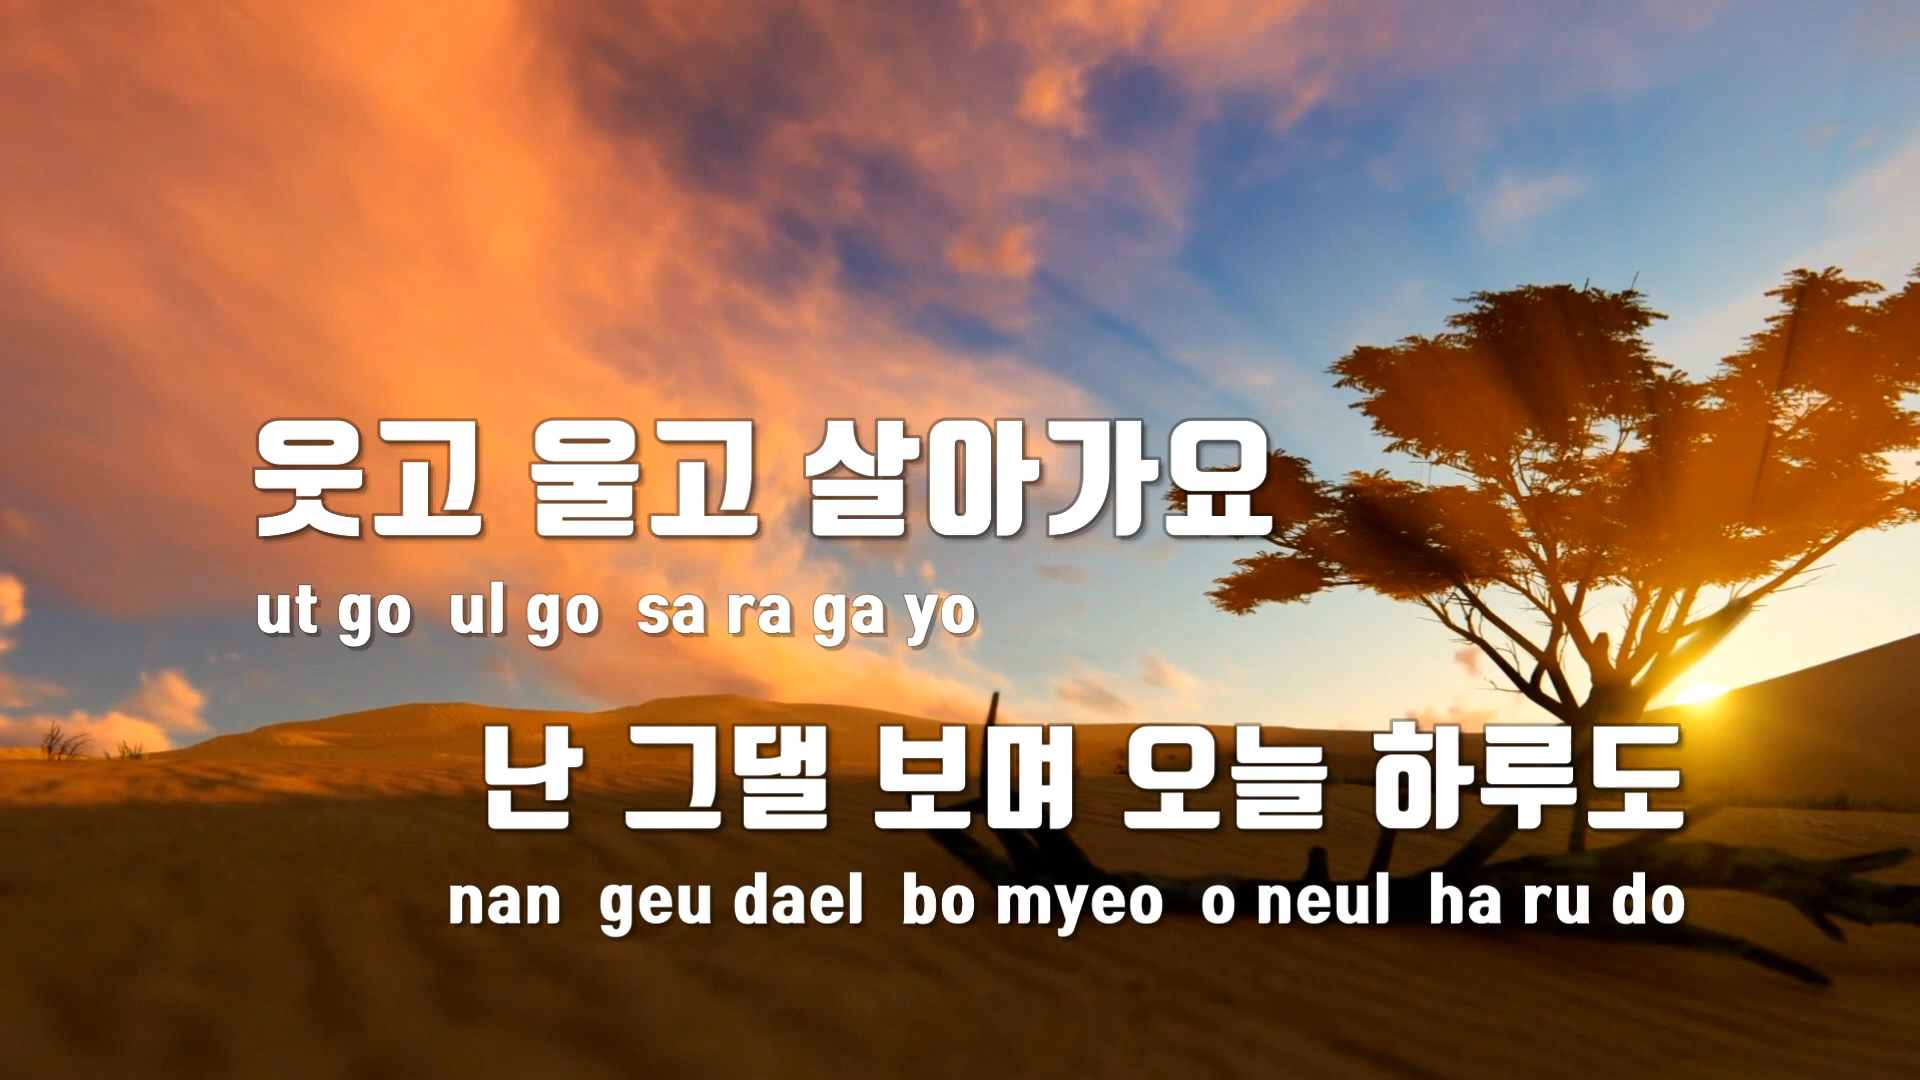 웃고 울고 살아가요
ut go ul go sa ra ga yo
난 그댈 보며 오늘 하루도
nan geu dael bo myeo o neul ha ru do